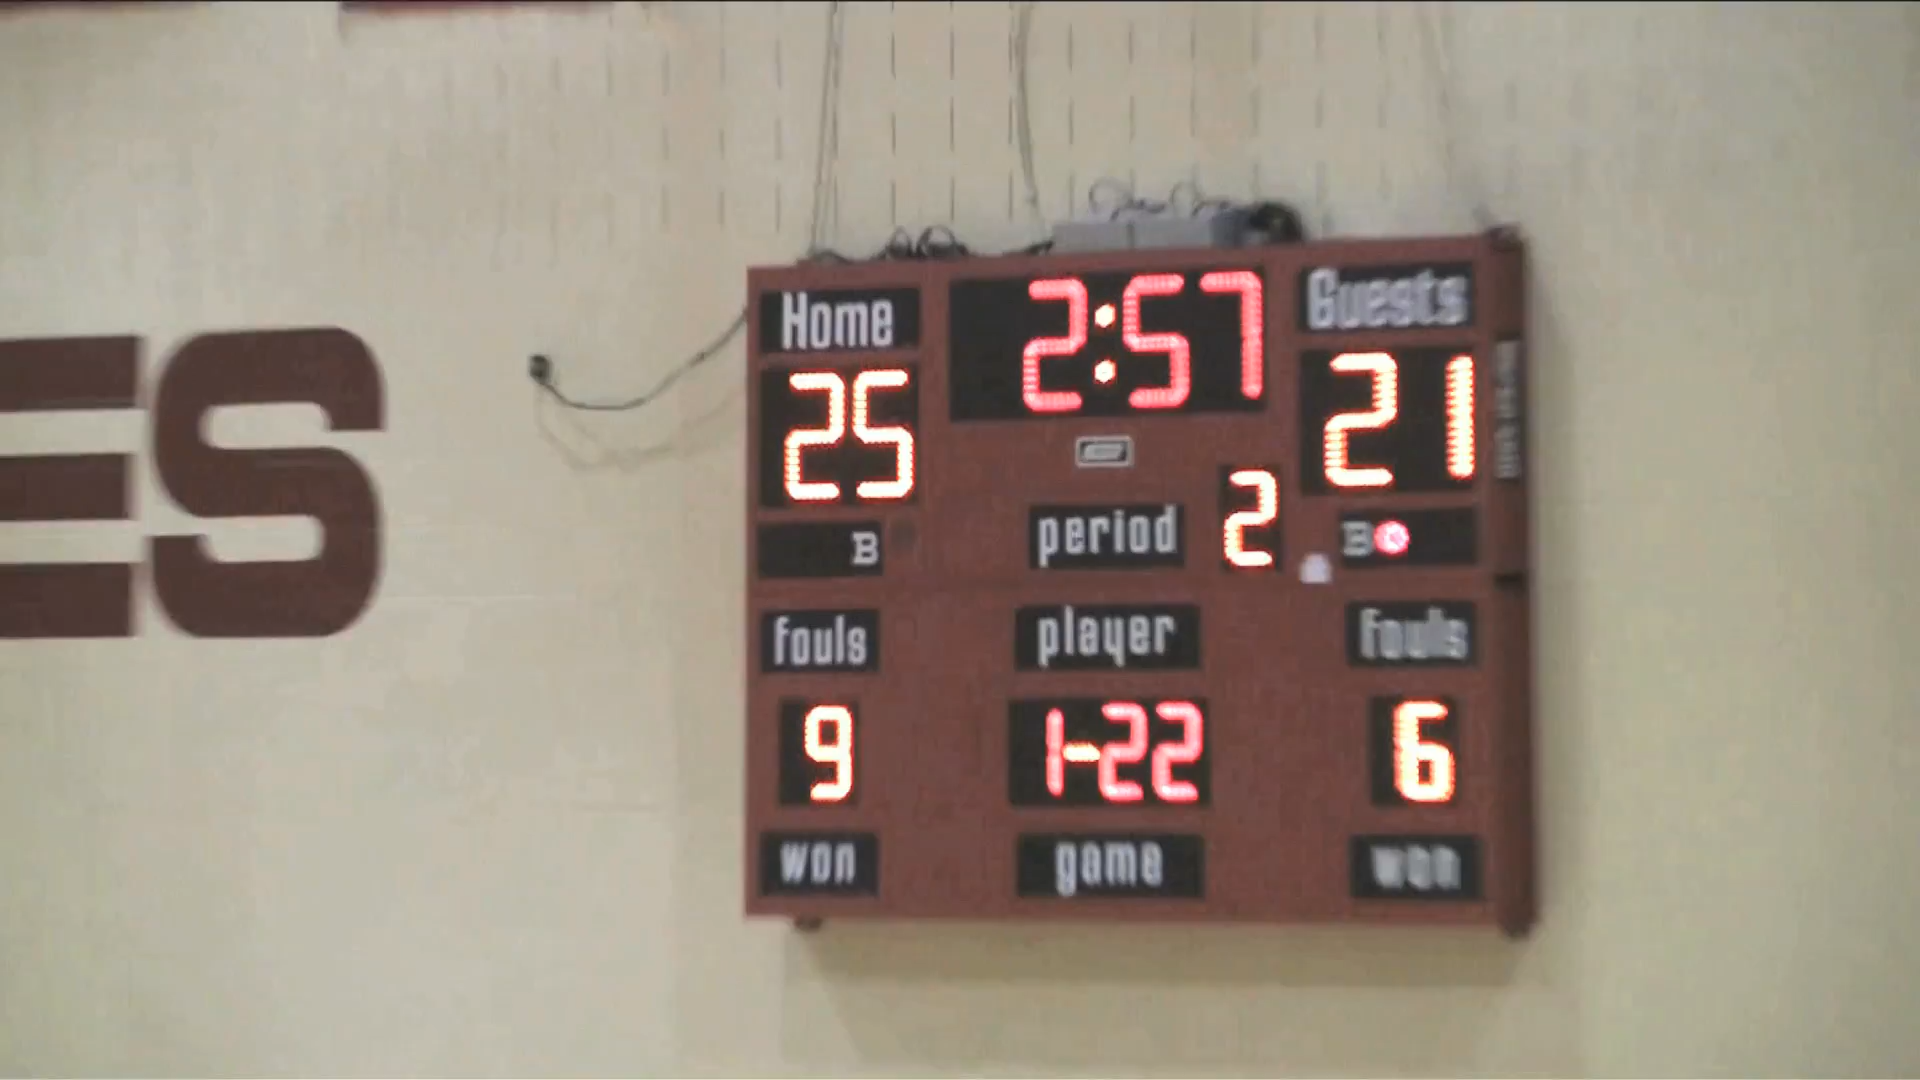 ES
Home 2:57 Guests
25 21
B period 2 B
fouls player fouls
9 1-22 6
won game won